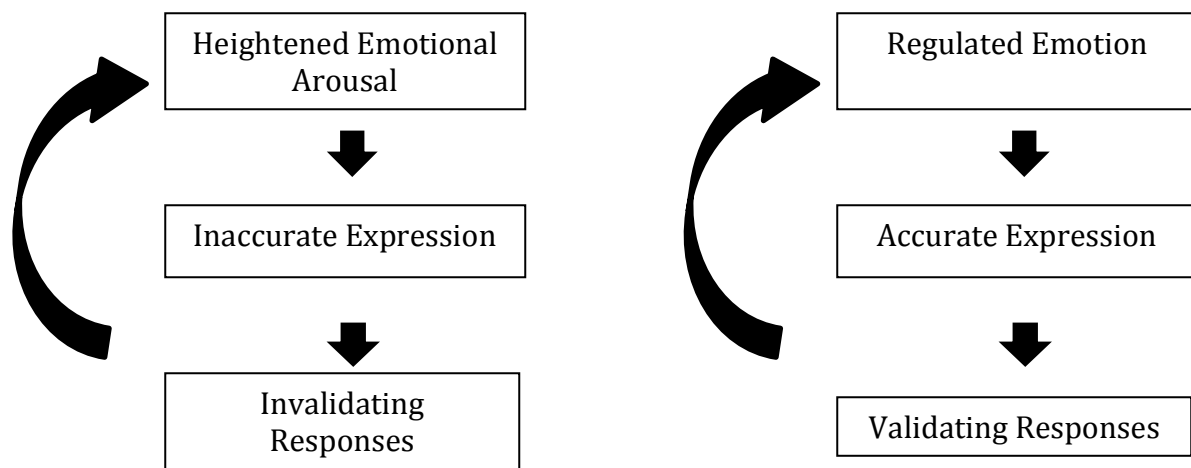 Heightened Emotional
Arousal
Inaccurate Expression
Invalidating
Responses
Regulated Emotion
Accurate Expression
Validating Responses